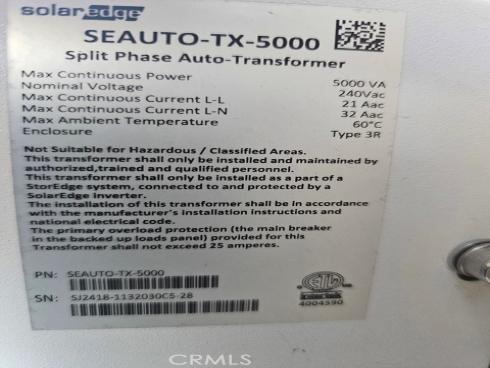 solaredge
SEAUTO-TX-5000
Split Phase Auto-Transformer
Max Continuous Power 5000 VA
Nominal Voltage 240Vac
Max Continuous Current L-L 21 Aac
Max Continuous Current L-N 32 Aac
Max Ambient Temperature 60°C
Enclosure Type 3R
Not Suitable for Hazardous / Classified Areas.
This transformer shall only be installed and maintained by
authorized,trained and qualified personnel.
This transformer shall only be installed as a part of a
StorEdge system, connected to and protected by a
SolarEdge Inverter.
The installation of this transformer shall be in accordance
with the manufacturer's installation instructions and
national electrical code.
The primary overload protection (the main breaker
in the backed up loads panel) provided for this
Transformer shall not exceed 25 amperes.
PN: SEAUTO-TX-5000
SN: SJ2418-1132030C5-28
Intertek
4004590
CRMLS